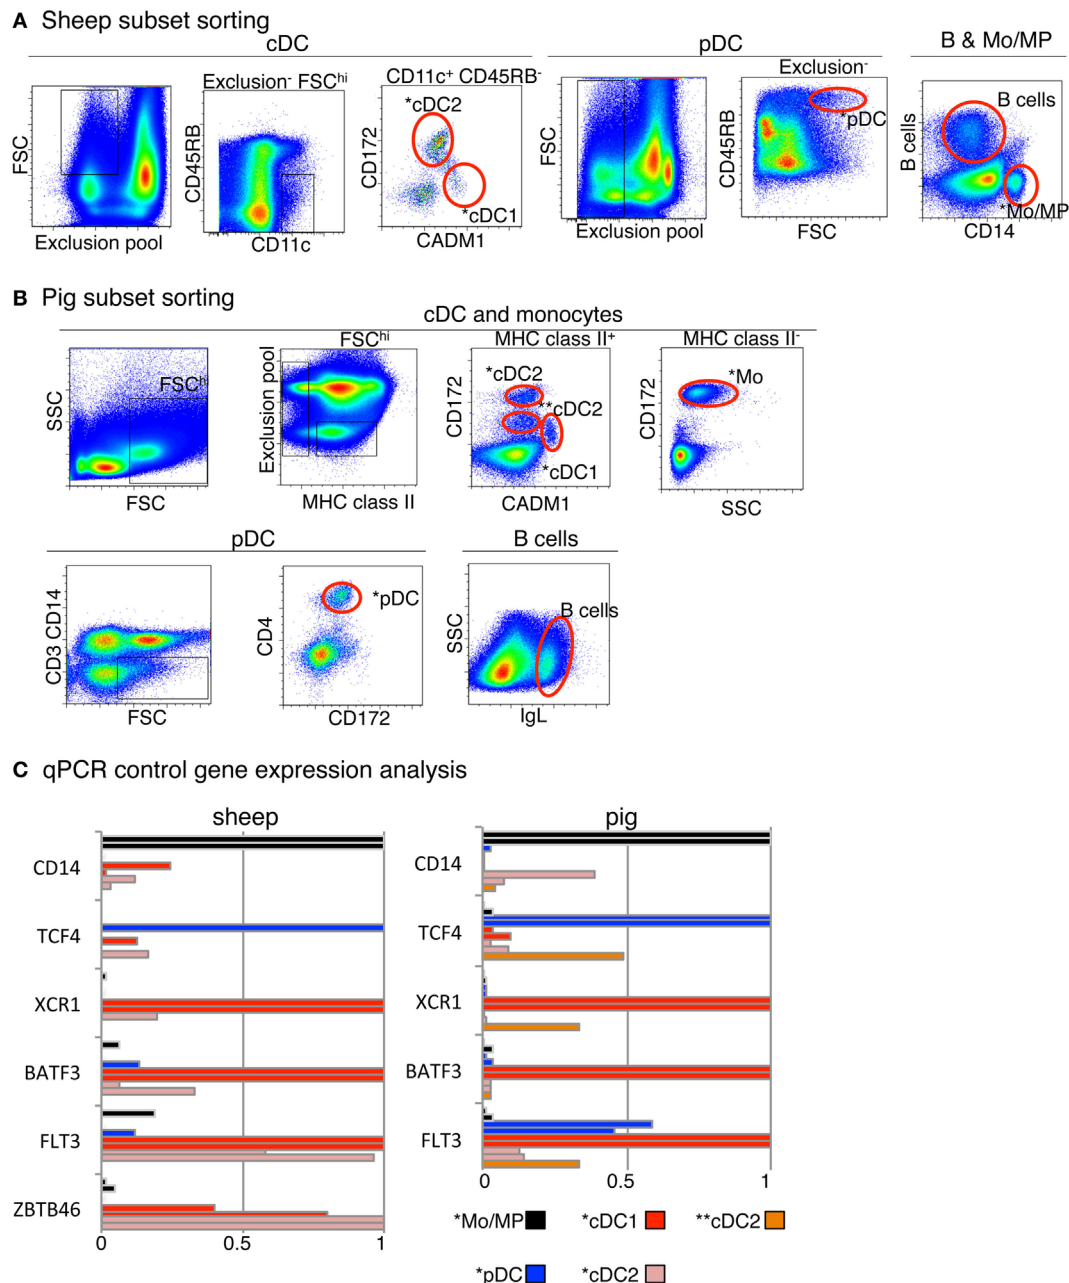 A Sheep subset sorting
cDC
pDC
B & Mo/MP
Exclusion⁻ FSCʰⁱ
CD11c⁺ CD45RB⁻
Exclusion⁻
FSC
CD45RB
CD172
*cDC2
*cDC1
FSC
CD45RB
*pDC
B cells
B cells
*Mo/MP
Exclusion pool
CD11c
CADM1
Exclusion pool
FSC
CD14
B Pig subset sorting
cDC and monocytes
FSCʰⁱ
MHC class II⁺
MHC class II⁻
SSC
FSCʰ
Exclusion pool
CD172
*cDC2
**cDC2
*cDC1
CD172
*Mo
FSC
MHC class II
CADM1
SSC
pDC
B cells
CD3 CD14
CD4
*pDC
SSC
B cells
FSC
CD172
IgL
C qPCR control gene expression analysis
sheep
CD14
TCF4
XCR1
BATF3
FLT3
ZBTB46
0 0.5 1
pig
CD14
TCF4
XCR1
BATF3
FLT3
0 0.5 1
*Mo/MP *cDC1 **cDC2
*pDC *cDC2